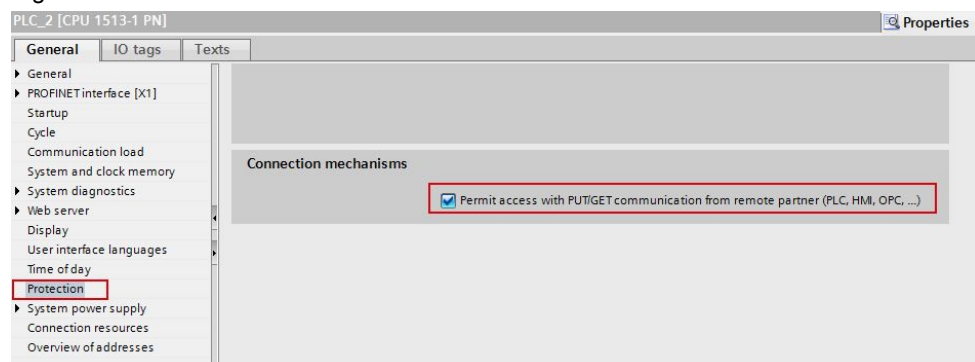 PLC_2 [CPU 1513-1 PN]
Properties
General IO tags Texts
General
PROFINET interface [X1]
Startup
Cycle
Communication load
System and clock memory
System diagnostics
Web server
Display
User interface languages
Time of day
Protection
System power supply
Connection resources
Overview of addresses
Connection mechanisms
Permit access with PUT/GET communication from remote partner (PLC, HMI, OPC, ...)